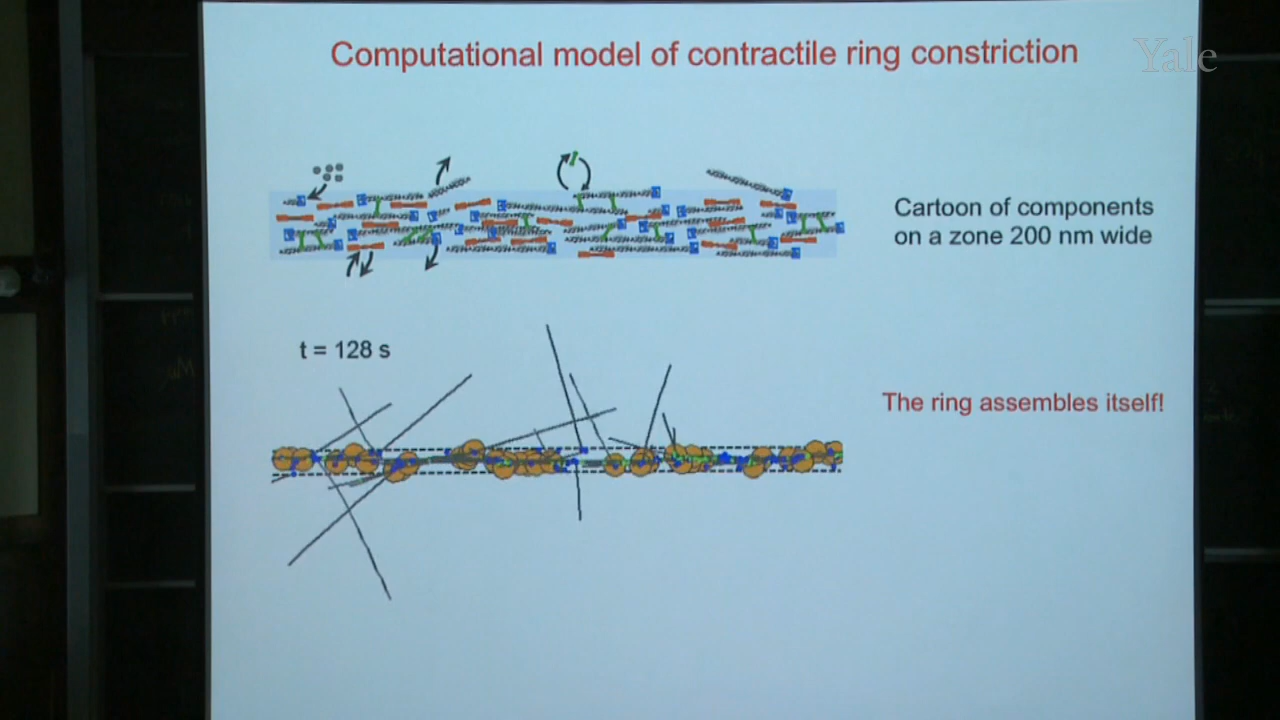 Computational model of contractile ring constriction
Yale
Cartoon of components
on a zone 200 nm wide
t = 128 s
The ring assembles itself!